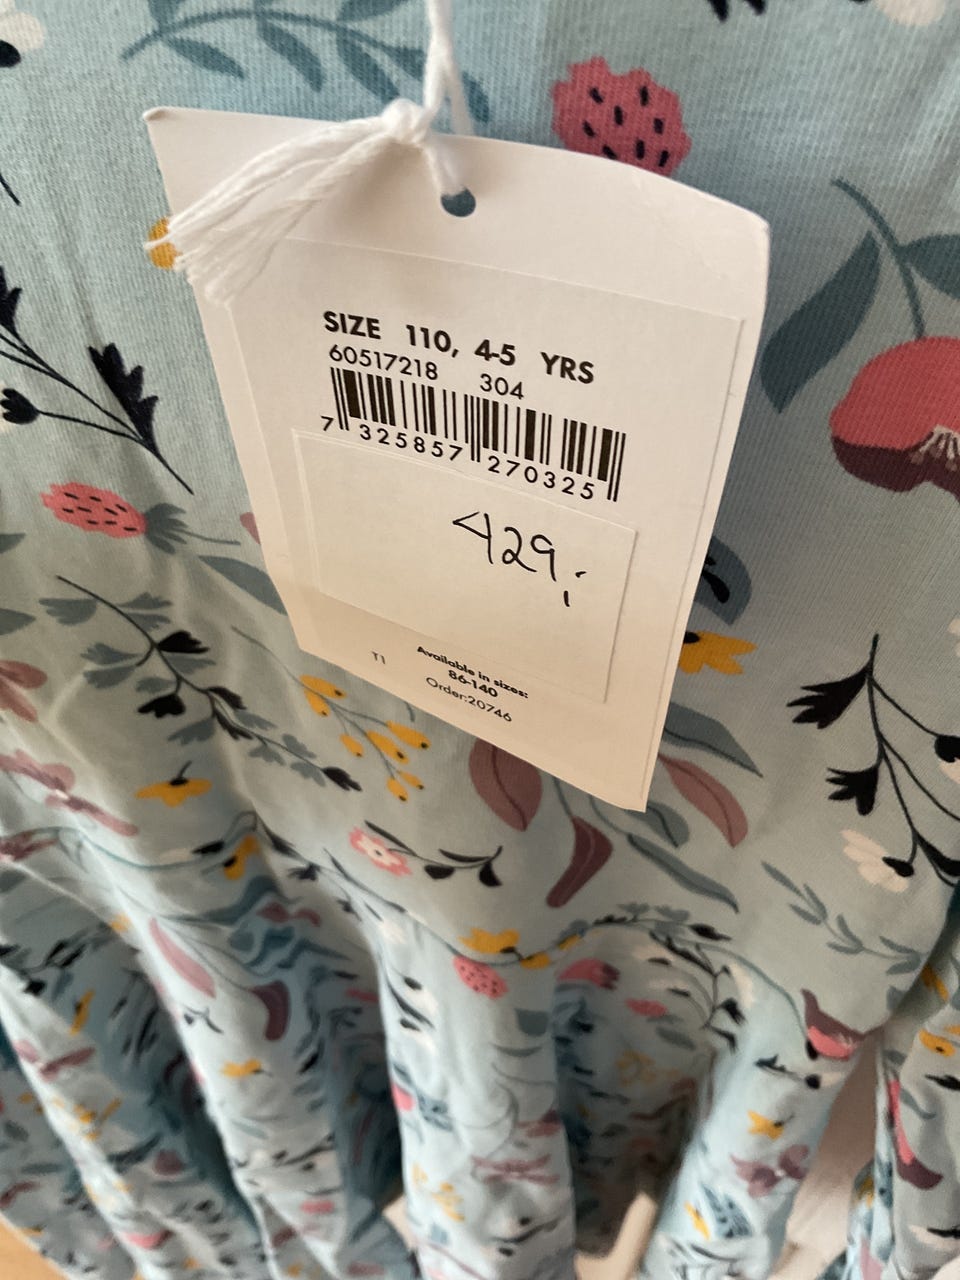 SIZE 110, 4-5 YRS
60517218 304
7 325857 270325
429,-
Available in sizes:
86-140
T1
Order:20746